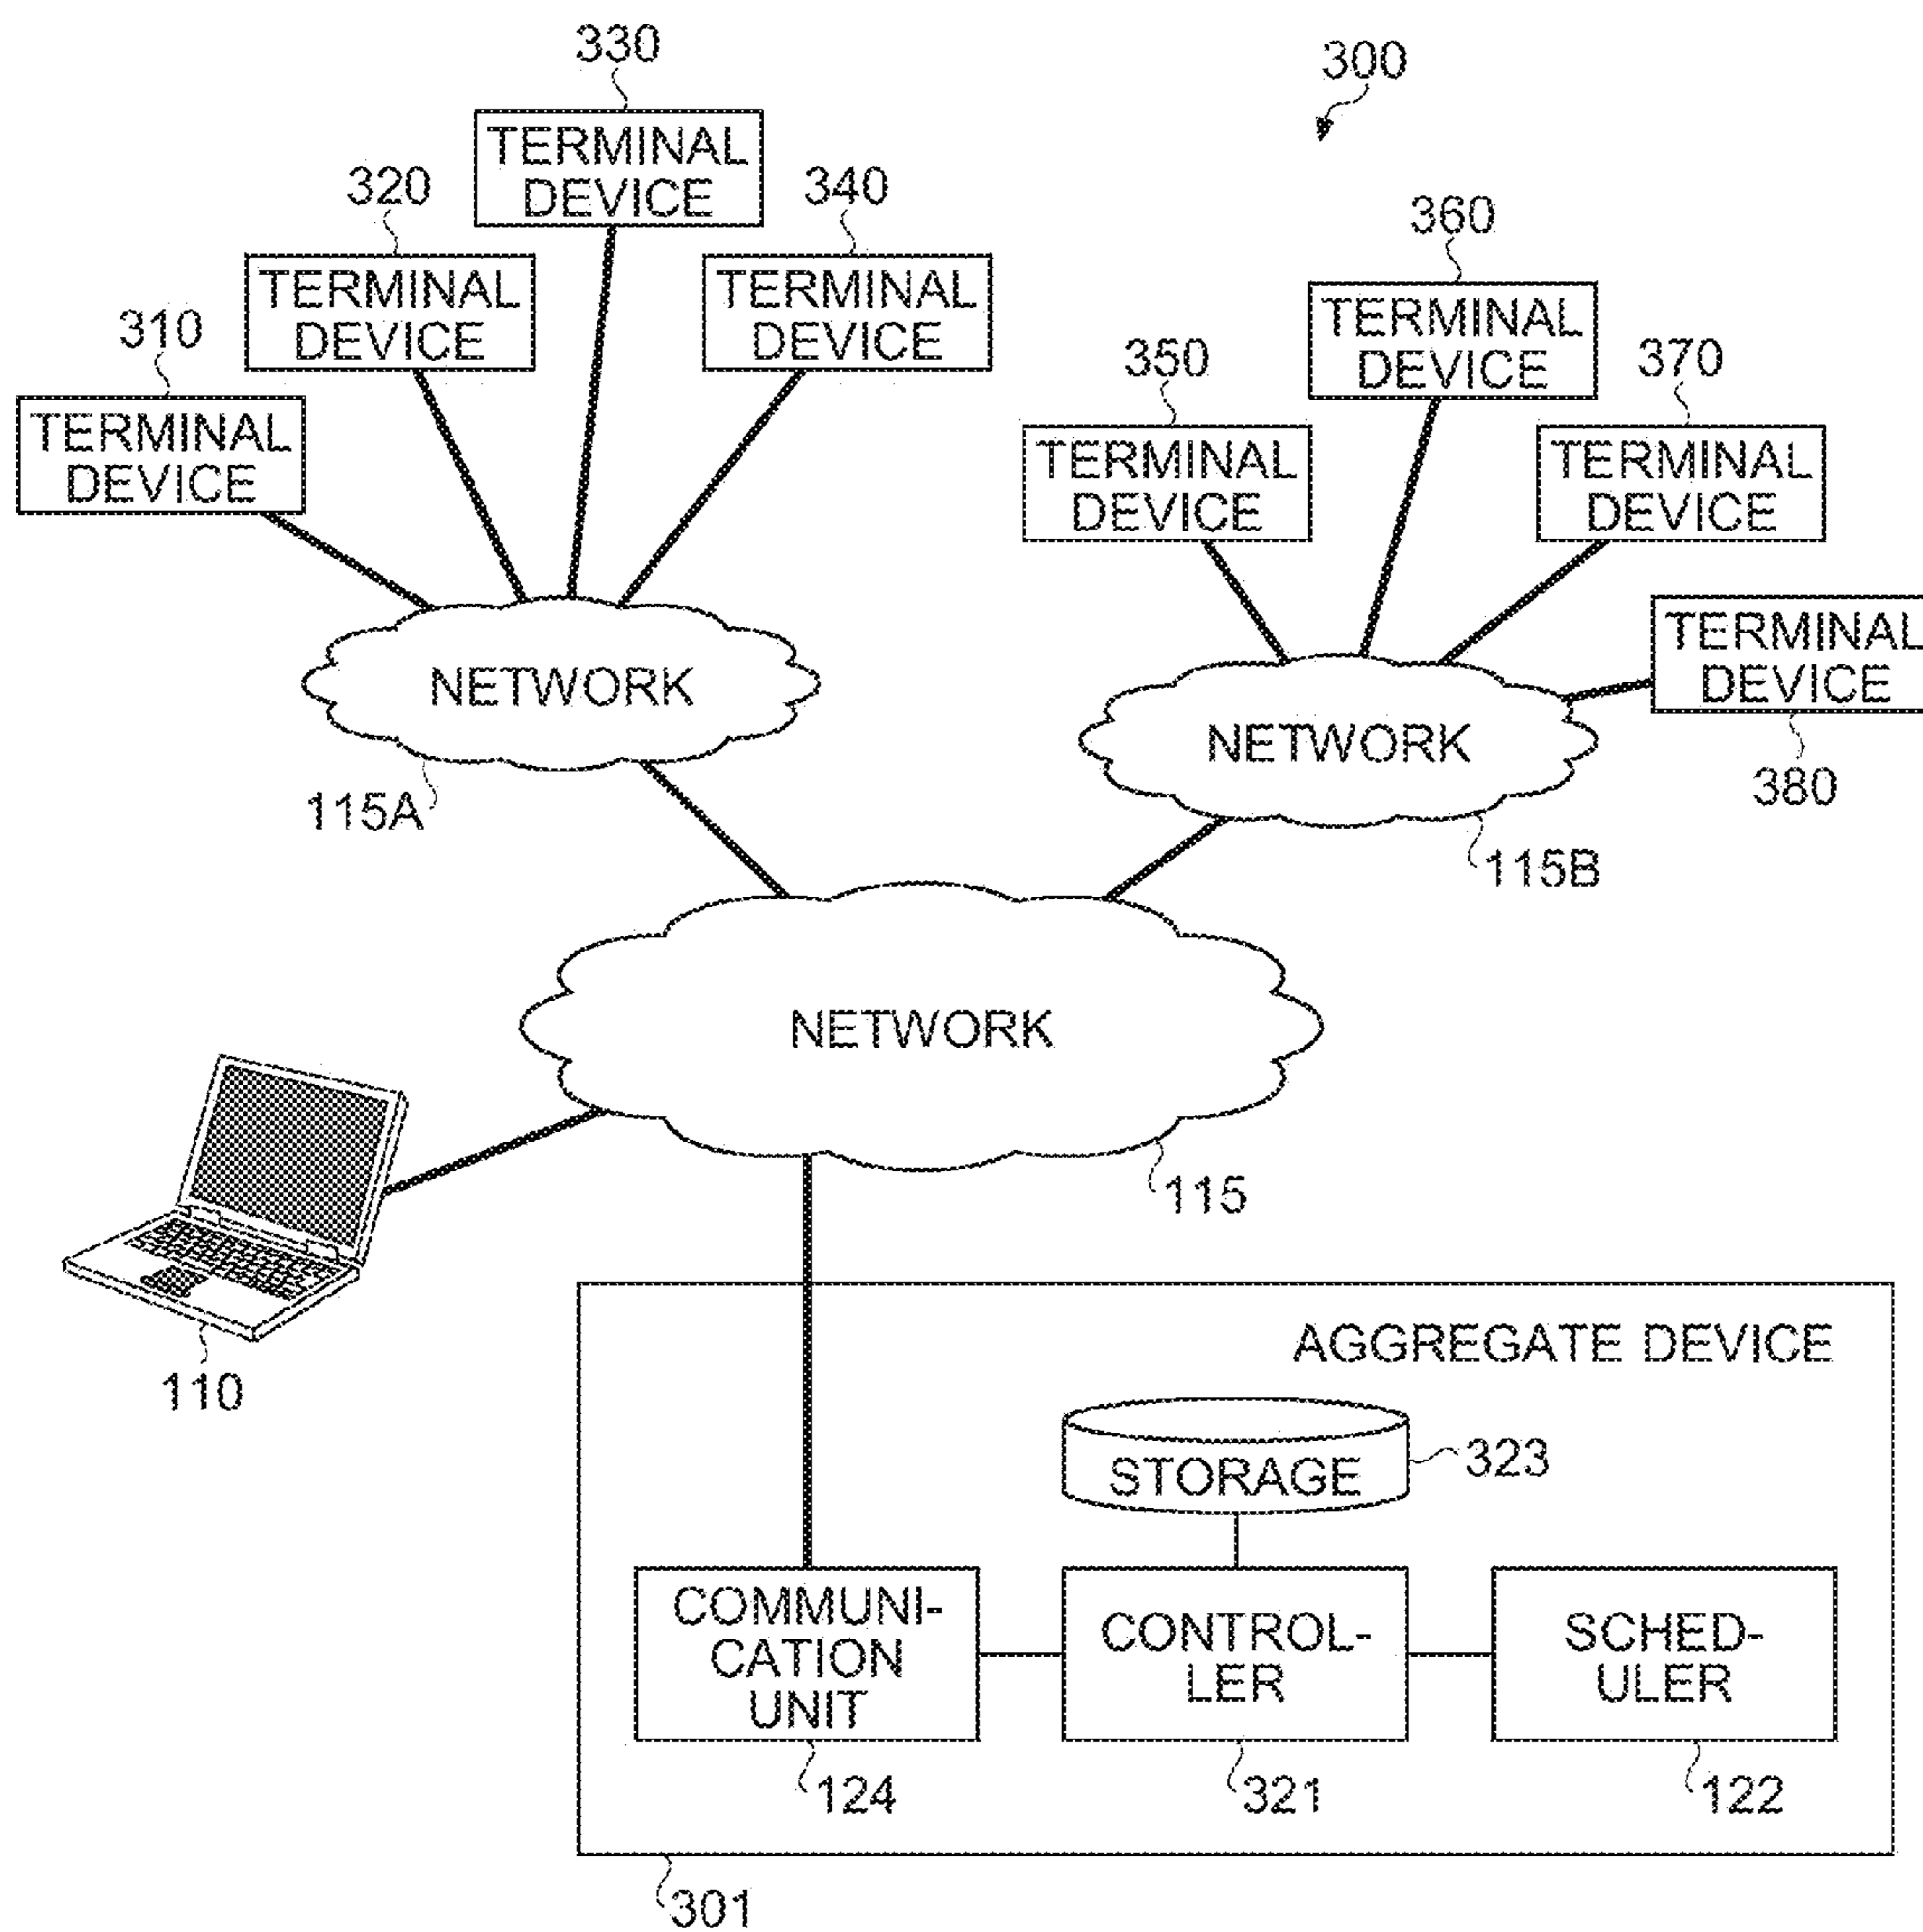 330
300
TERMINAL
DEVICE
320
340
TERMINAL
DEVICE
TERMINAL
DEVICE
360
310
TERMINAL
DEVICE
350
370
TERMINAL
DEVICE
TERMINAL
DEVICE
TERMINAL
DEVICE
TERMINAL
DEVICE
380
NETWORK
115A
NETWORK
115B
NETWORK
115
110
AGGREGATE DEVICE
STORAGE
323
COMMUNI-
CATION
UNIT
CONTROL-
LER
SCHED-
ULER
124
321
122
301